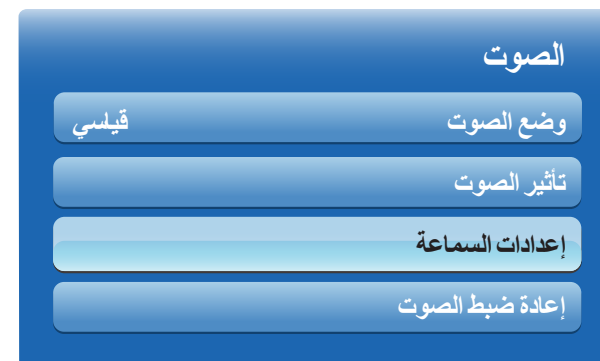 الصوت
وضع الصوت قياسي
تأثير الصوت
إعدادات السماعة
إعادة ضبط الصوت